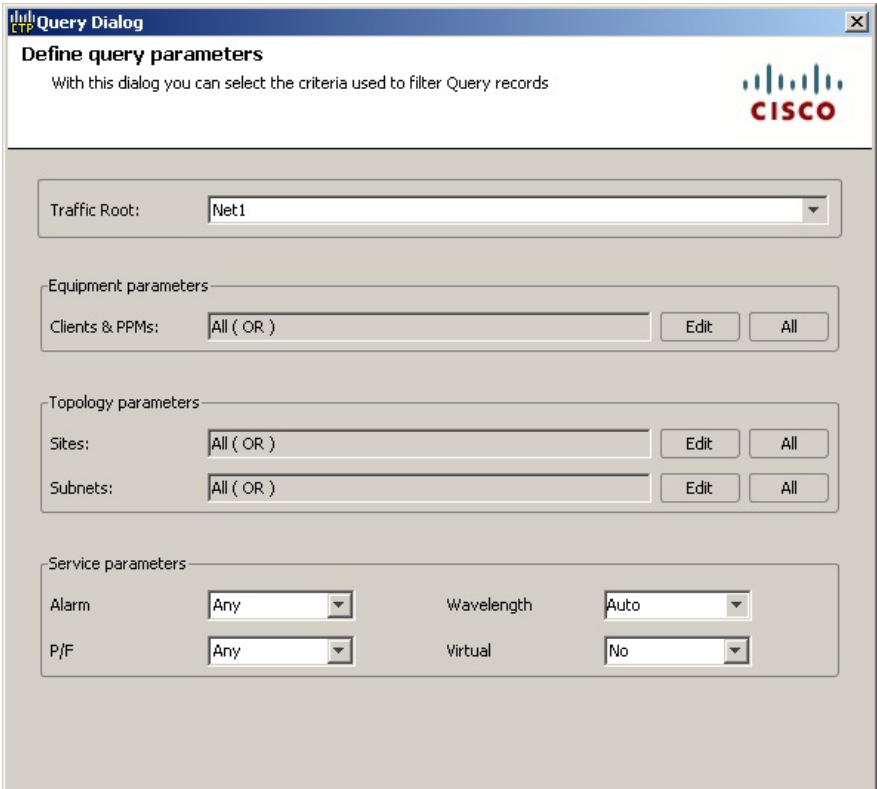 CTP Query Dialog
Define query parameters
With this dialog you can select the criteria used to filter Query records
CISCO
Traffic Root: Net1
Equipment parameters
Clients & PPMs: All ( OR ) Edit All
Topology parameters
Sites: All ( OR ) Edit All
Subnets: All ( OR ) Edit All
Service parameters
Alarm Any Wavelength Auto
P/F Any Virtual No